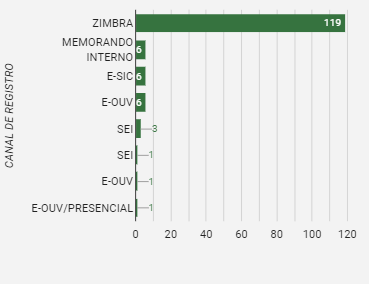 CANAL DE REGISTRO
ZIMBRA 119
MEMORANDO
INTERNO 6
E-SIC 6
E-OUV 6
SEI 3
SEI 1
E-OUV 1
E-OUV/PRESENCIAL 1
0 20 40 60 80 100 120